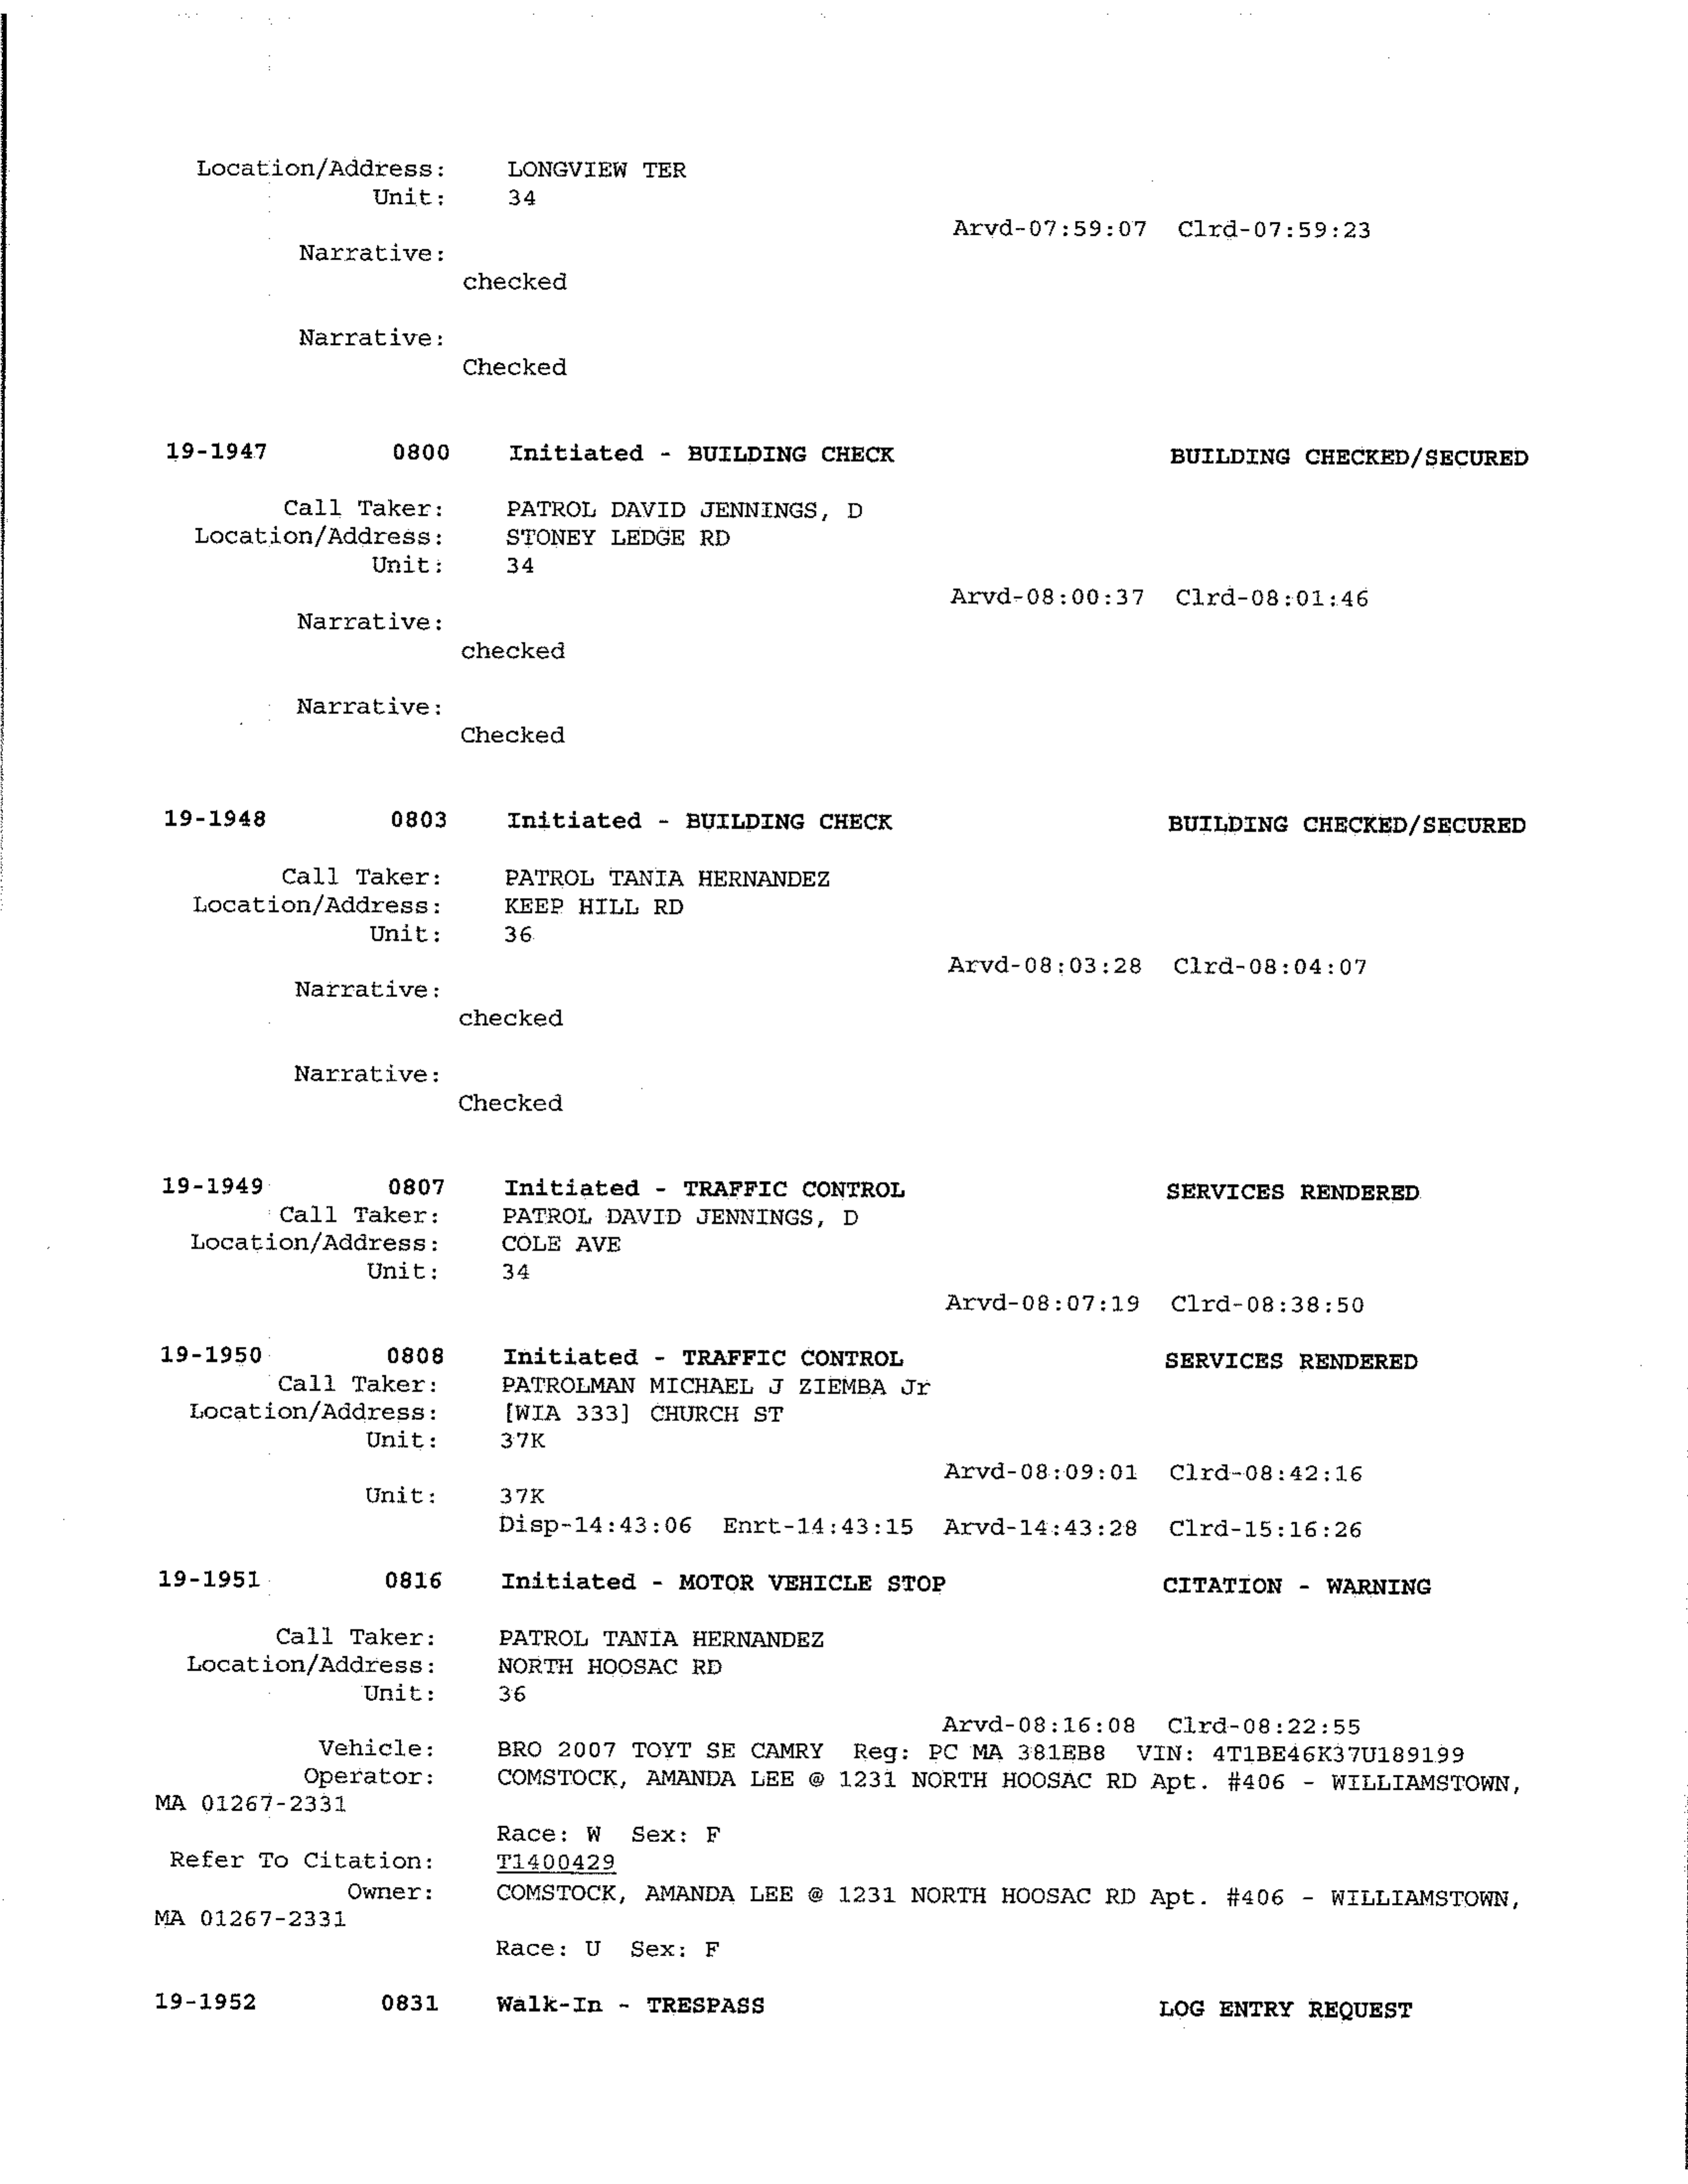 Location/Address: LONGVIEW TER
Unit: 34
Arvd-07:59:07 Clrd-07:59:23
Narrative:
checked
Narrative:
Checked
19-1947 0800 Initiated - BUILDING CHECK BUILDING CHECKED/SECURED
Call Taker: PATROL DAVID JENNINGS, D
Location/Address: STONEY LEDGE RD
Unit: 34
Arvd-08:00:37 Clrd-08:01:46
Narrative:
checked
Narrative:
Checked
19-1948 0803 Initiated - BUILDING CHECK BUILDING CHECKED/SECURED
Call Taker: PATROL TANIA HERNANDEZ
Location/Address: KEEP HILL RD
Unit: 36
Arvd-08:03:28 Clrd-08:04:07
Narrative:
checked
Narrative:
Checked
19-1949 0807 Initiated - TRAFFIC CONTROL SERVICES RENDERED
Call Taker: PATROL DAVID JENNINGS, D
Location/Address: COLE AVE
Unit: 34
Arvd-08:07:19 Clrd-08:38:50
19-1950 0808 Initiated - TRAFFIC CONTROL SERVICES RENDERED
Call Taker: PATROLMAN MICHAEL J ZIEMBA Jr
Location/Address: [WIA 333] CHURCH ST
Unit: 37K
Arvd-08:09:01 Clrd-08:42:16
Unit: 37K
Disp-14:43:06 Enrt-14:43:15 Arvd-14:43:28 Clrd-15:16:26
19-1951 0816 Initiated - MOTOR VEHICLE STOP CITATION - WARNING
Call Taker: PATROL TANIA HERNANDEZ
Location/Address: NORTH HOOSAC RD
Unit: 36
Arvd-08:16:08 Clrd-08:22:55
Vehicle: BRO 2007 TOYT SE CAMRY Reg: PC MA 381EB8 VIN: 4T1BE46K37U189199
Operator: COMSTOCK, AMANDA LEE @ 1231 NORTH HOOSAC RD Apt. #406 - WILLIAMSTOWN,
MA 01267-2331
Race: W Sex: F
Refer To Citation: T1400429
Owner: COMSTOCK, AMANDA LEE @ 1231 NORTH HOOSAC RD Apt. #406 - WILLIAMSTOWN,
MA 01267-2331
Race: U Sex: F
19-1952 0831 Walk-In - TRESPASS LOG ENTRY REQUEST